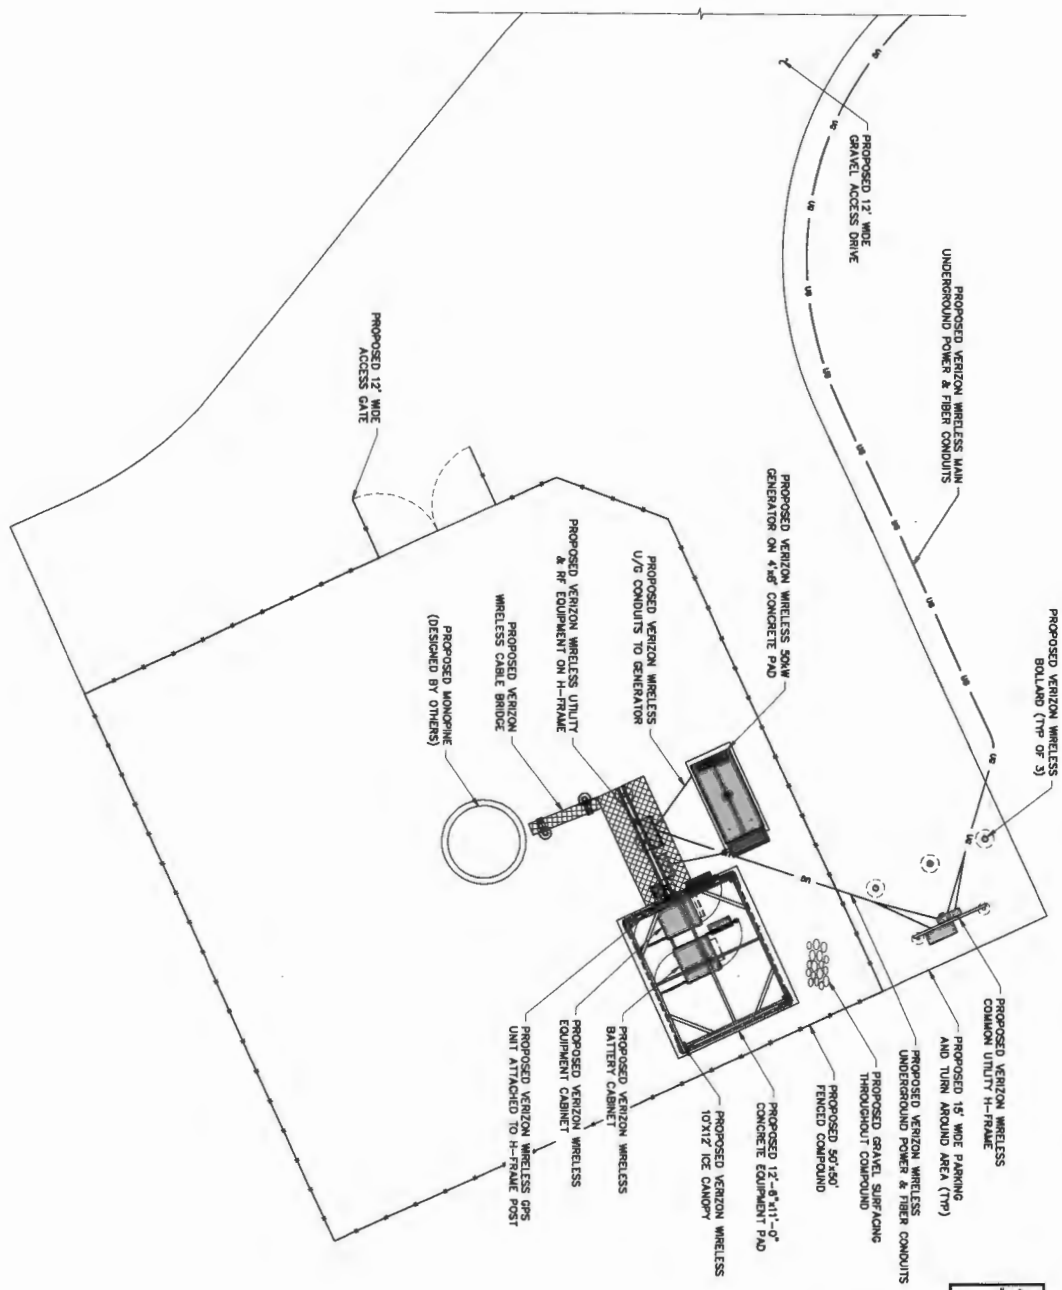 PROPOSED VERIZON WIRELESS
BOLLARD (TYP OF 3)
PROPOSED VERIZON WIRELESS MAIN
UNDERGROUND POWER & FIBER CONDUITS
PROPOSED 12' WIDE
GRAVEL ACCESS DRIVE
PROPOSED VERIZON WIRELESS 50KW
GENERATOR ON 4'x8' CONCRETE PAD
PROPOSED VERIZON WIRELESS
U/G CONDUITS TO GENERATOR
PROPOSED VERIZON WIRELESS UTILITY
& RF EQUIPMENT ON H-FRAME
PROPOSED VERIZON
WIRELESS CABLE BRIDGE
PROPOSED MONOPINE
(DESIGNED BY OTHERS)
PROPOSED 12' WIDE
ACCESS GATE
PROPOSED VERIZON WIRELESS
COMMON UTILITY H-FRAME
PROPOSED 15' WIDE PARKING
AND TURN AROUND AREA (TYP)
PROPOSED VERIZON WIRELESS
UNDERGROUND POWER & FIBER CONDUITS
PROPOSED GRAVEL SURFACING
THROUGHOUT COMPOUND
PROPOSED 50'x50'
FENCED COMPOUND
PROPOSED 12'-6"x11'-0"
CONCRETE EQUIPMENT PAD
PROPOSED VERIZON WIRELESS
10'X12' ICE CANOPY
PROPOSED VERIZON WIRELESS
BATTERY CABINET
PROPOSED VERIZON WIRELESS
EQUIPMENT CABINET
PROPOSED VERIZON WIRELESS GPS
UNIT ATTACHED TO H-FRAME POST